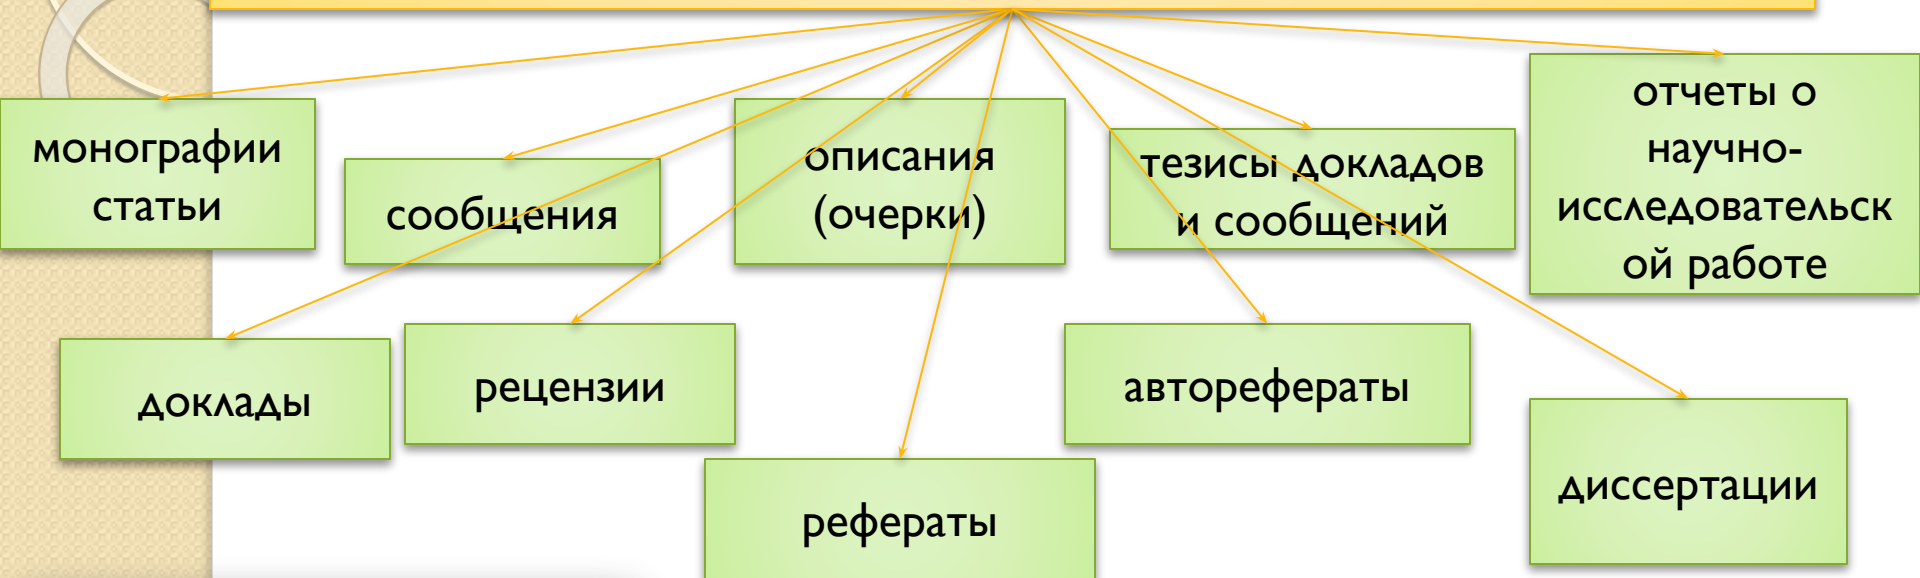 монографии
статьи
сообщения
описания
(очерки)
тезисы докладов
и сообщений
отчеты о
научно-
исследовательск
ой работе
доклады
рецензии
рефераты
авторефераты
диссертации